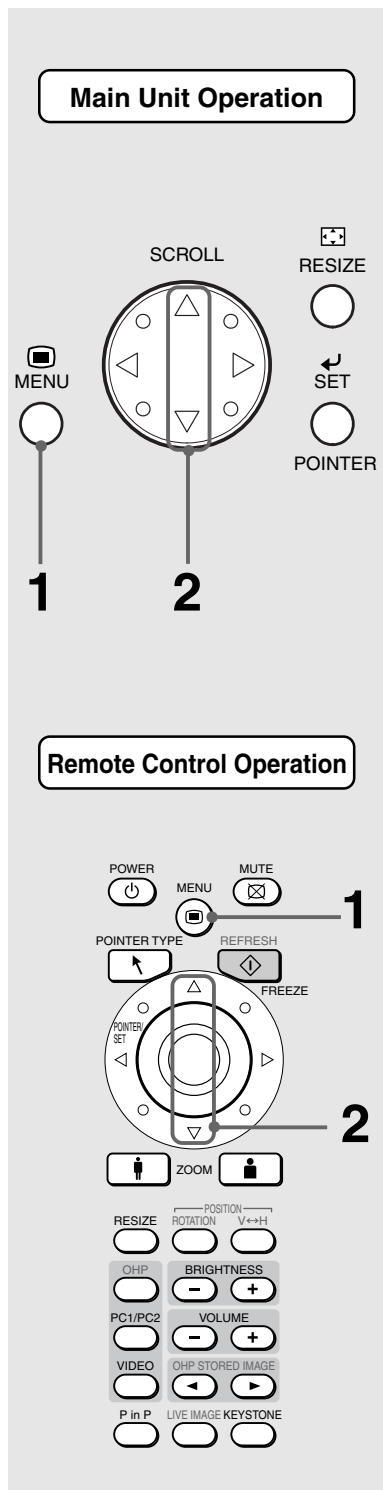 Main Unit Operation
SCROLL
RESIZE
MENU
SET
POINTER
1
2
Remote Control Operation
POWER
MUTE
MENU
1
POINTER TYPE
REFRESH
FREEZE
POINTER/
SET
2
ZOOM
POSITION
RESIZE
ROTATION
V↔H
OHP
BRIGHTNESS
− +
PC1/PC2
VOLUME
− +
VIDEO
OHP STORED IMAGE
P in P
LIVE IMAGE
KEYSTONE